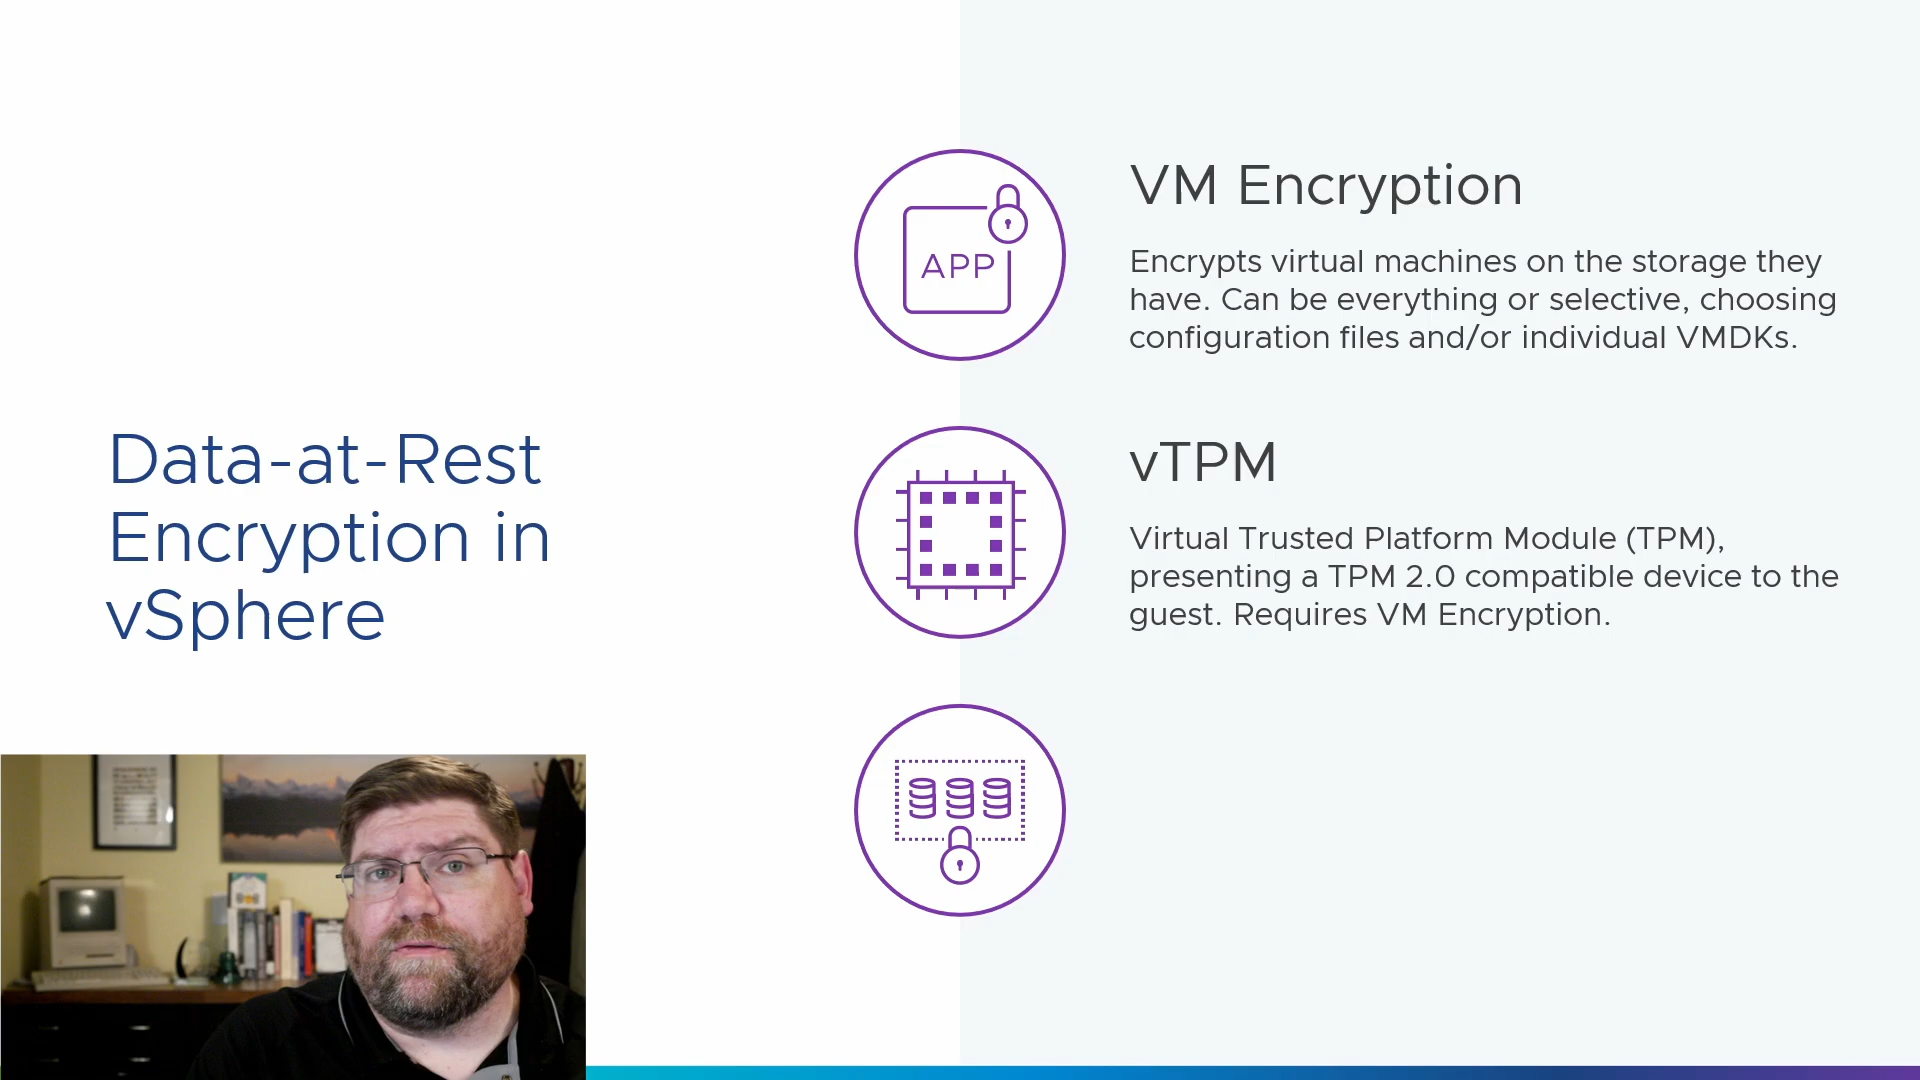 Data-at-Rest
Encryption in
vSphere
APP
VM Encryption
Encrypts virtual machines on the storage they
have. Can be everything or selective, choosing
configuration files and/or individual VMDKs.
vTPM
Virtual Trusted Platform Module (TPM),
presenting a TPM 2.0 compatible device to the
guest. Requires VM Encryption.